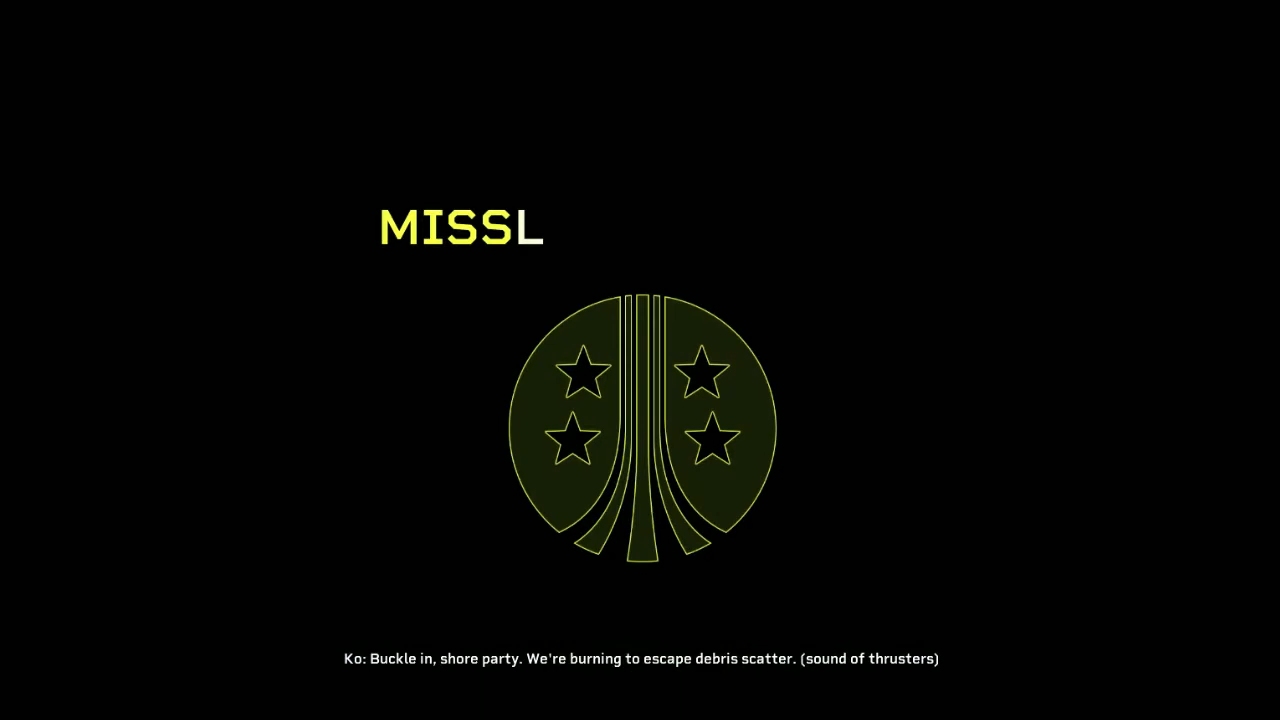 MISSL
Ko: Buckle in, shore party. We're burning to escape debris scatter. (sound of thrusters)